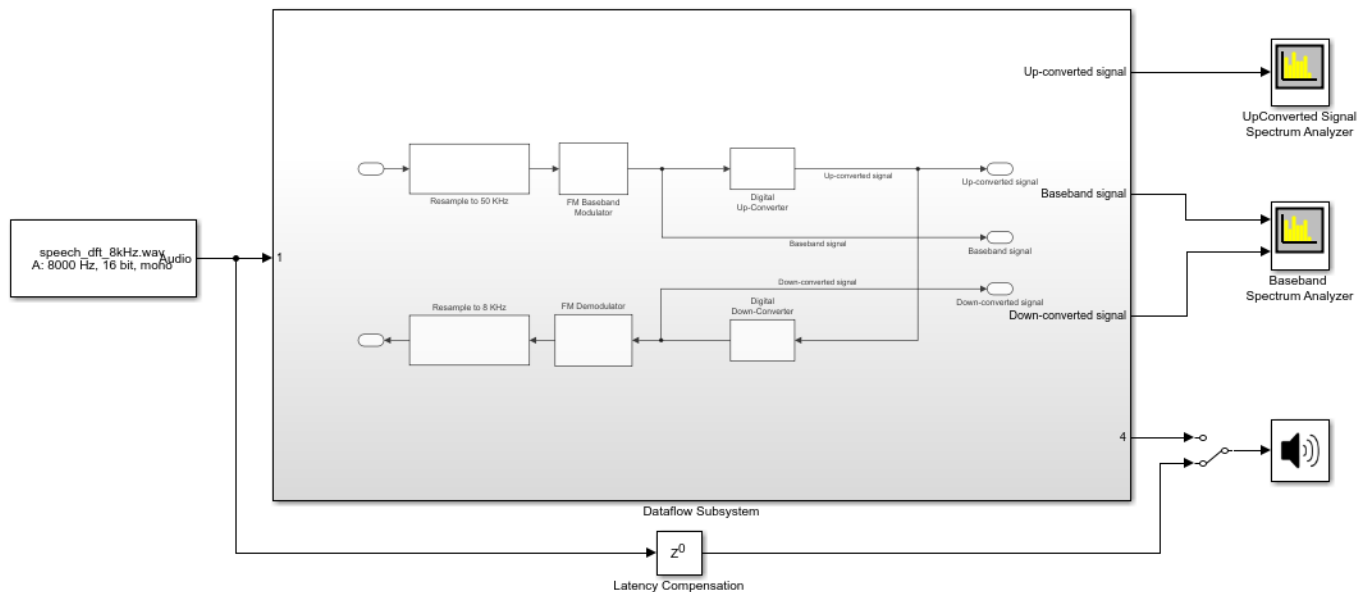 Up-converted signal
UpConverted Signal
Spectrum Analyzer
Resample to 50 KHz
FM Baseband
Modulator
Digital
Up-Converter
Up-converted signal
Up-converted signal
Baseband signal
Baseband signal
Baseband signal
Baseband
Spectrum Analyzer
speech_dft_8kHz.wav
A: 8000 Hz, 16 bit, mono
Audio
1
Down-converted signal
Down-converted signal
Down-converted signal
Resample to 8 KHz
FM Demodulator
Digital
Down-Converter
4
Dataflow Subsystem
z⁰
Latency Compensation